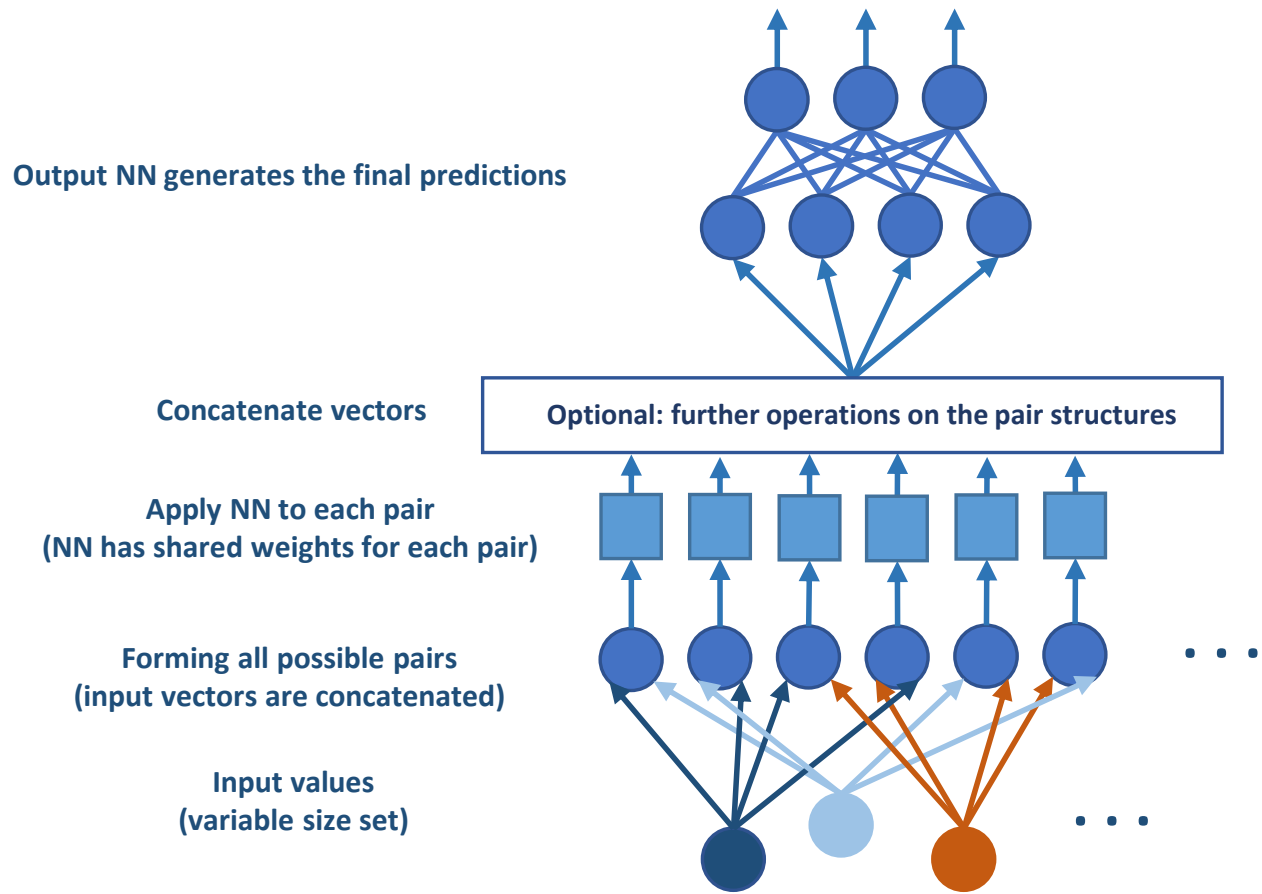 Output NN generates the final predictions
Concatenate vectors
Optional: further operations on the pair structures
Apply NN to each pair
(NN has shared weights for each pair)
Forming all possible pairs
(input vectors are concatenated)
. . .
Input values
(variable size set)
. . .